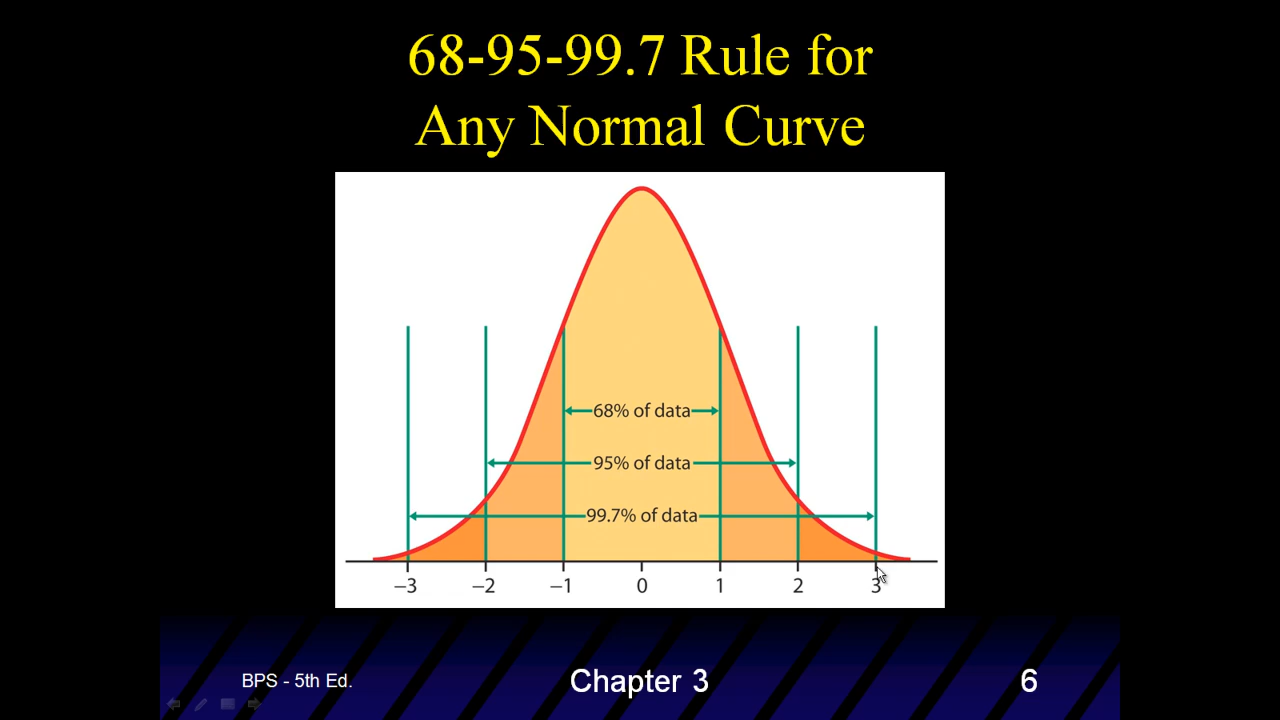 68-95-99.7 Rule for
Any Normal Curve
68% of data
95% of data
99.7% of data
−3 −2 −1 0 1 2 3
BPS - 5th Ed. Chapter 3 6